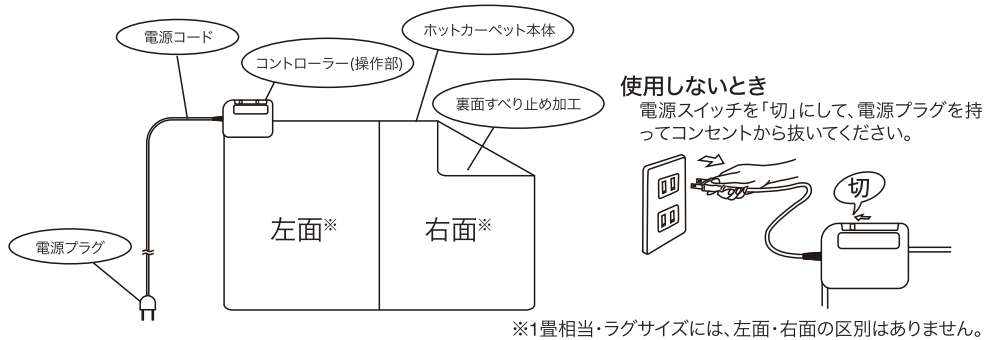 電源コード
コントローラー(操作部)
ホットカーペット本体
裏面すべり止め加工
左面※
右面※
電源プラグ
使用しないとき
電源スイッチを「切」にして、電源プラグを持
ってコンセントから抜いてください。
切
※1畳相当・ラグサイズには、左面・右面の区別はありません。